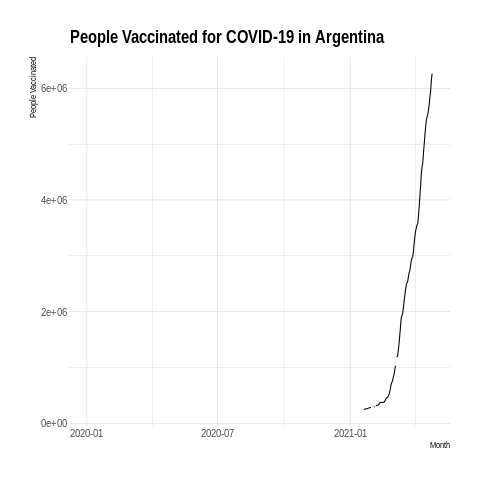 People Vaccinated for COVID-19 in Argentina
People Vaccinated
6e+06
4e+06
2e+06
0e+00
2020-01
2020-07
2021-01
Month